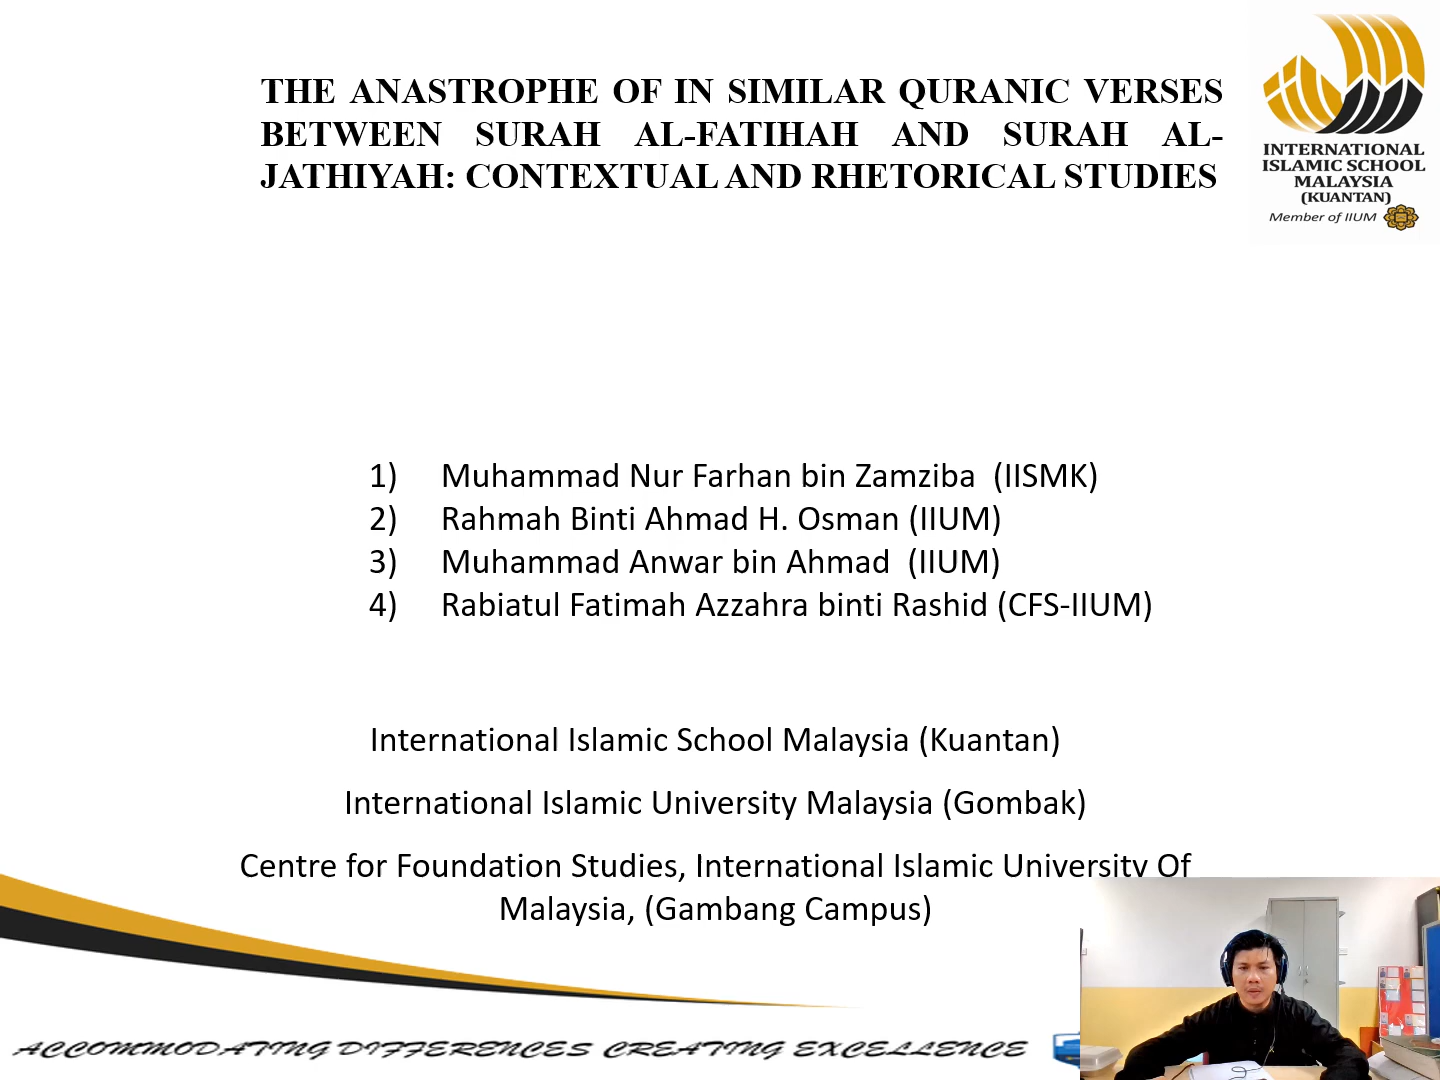 THE ANASTROPHE OF IN SIMILAR QURANIC VERSES
BETWEEN SURAH AL-FATIHAH AND SURAH AL-
JATHIYAH: CONTEXTUAL AND RHETORICAL STUDIES
INTERNATIONAL
ISLAMIC SCHOOL
MALAYSIA
(KUANTAN)
Member of IIUM
1) Muhammad Nur Farhan bin Zamziba (IISMK)
2) Rahmah Binti Ahmad H. Osman (IIUM)
3) Muhammad Anwar bin Ahmad (IIUM)
4) Rabiatul Fatimah Azzahra binti Rashid (CFS-IIUM)
International Islamic School Malaysia (Kuantan)
International Islamic University Malaysia (Gombak)
Centre for Foundation Studies, International Islamic University Of
Malaysia, (Gambang Campus)
ACCOMMODATING DIFFERENCES CREATING EXCELLENCE